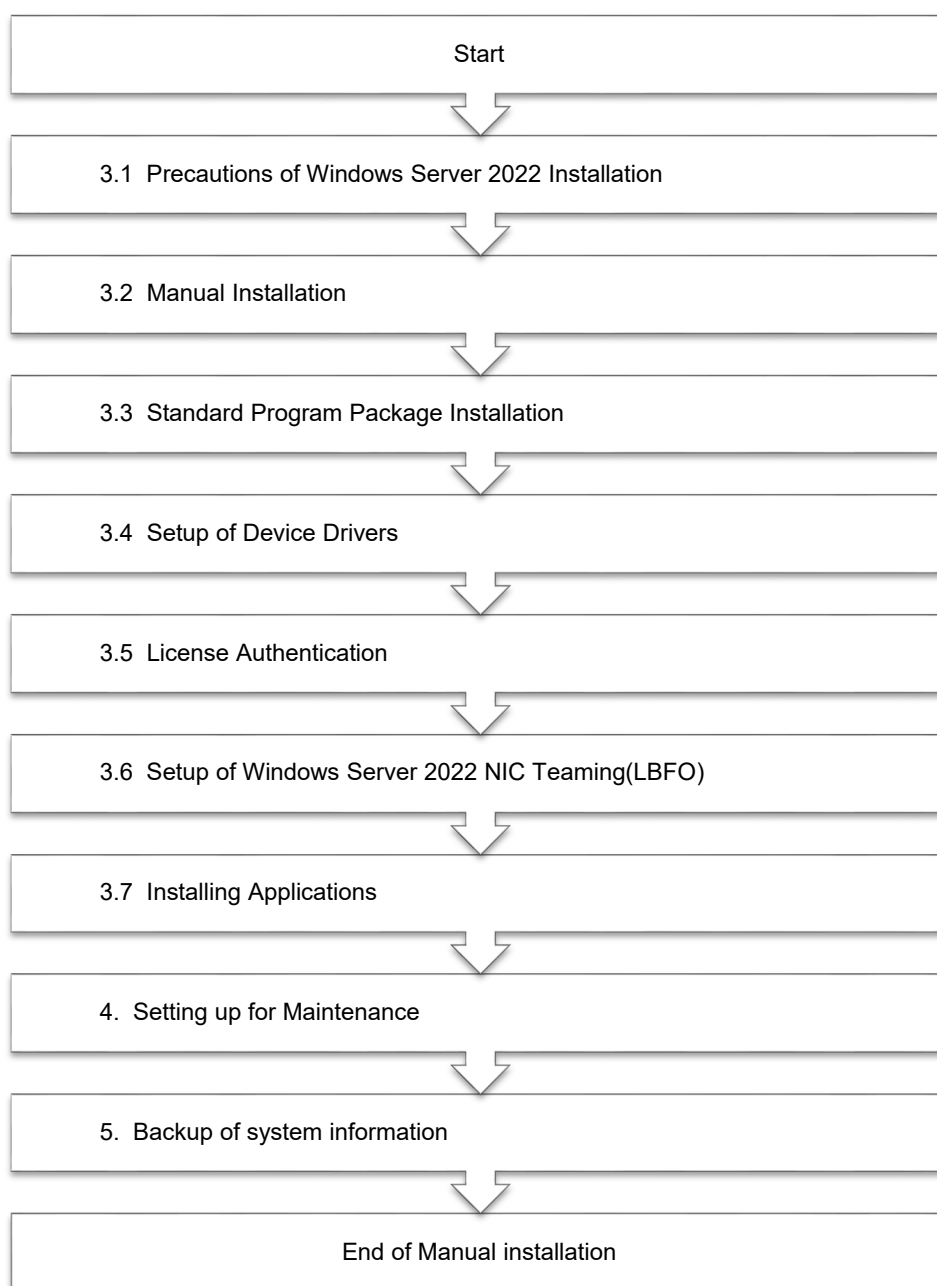 Start
3.1 Precautions of Windows Server 2022 Installation
3.2 Manual Installation
3.3 Standard Program Package Installation
3.4 Setup of Device Drivers
3.5 License Authentication
3.6 Setup of Windows Server 2022 NIC Teaming(LBFO)
3.7 Installing Applications
4. Setting up for Maintenance
5. Backup of system information
End of Manual installation